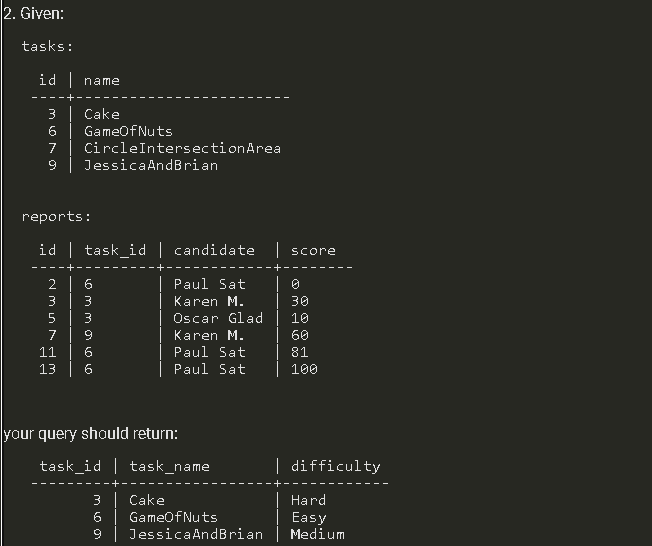 2. Given:
tasks:
id | name
----+------------------------
3 | Cake
6 | GameOfNuts
7 | CircleIntersectionArea
9 | JessicaAndBrian
reports:
id | task_id | candidate | score
----+---------+------------+--------
2 | 6 | Paul Sat | 0
3 | 3 | Karen M. | 30
5 | 3 | Oscar Glad | 10
7 | 9 | Karen M. | 60
11 | 6 | Paul Sat | 81
13 | 6 | Paul Sat | 100
your query should return:
task_id | task_name | difficulty
---------+-----------------+------------
3 | Cake | Hard
6 | GameOfNuts | Easy
9 | JessicaAndBrian | Medium